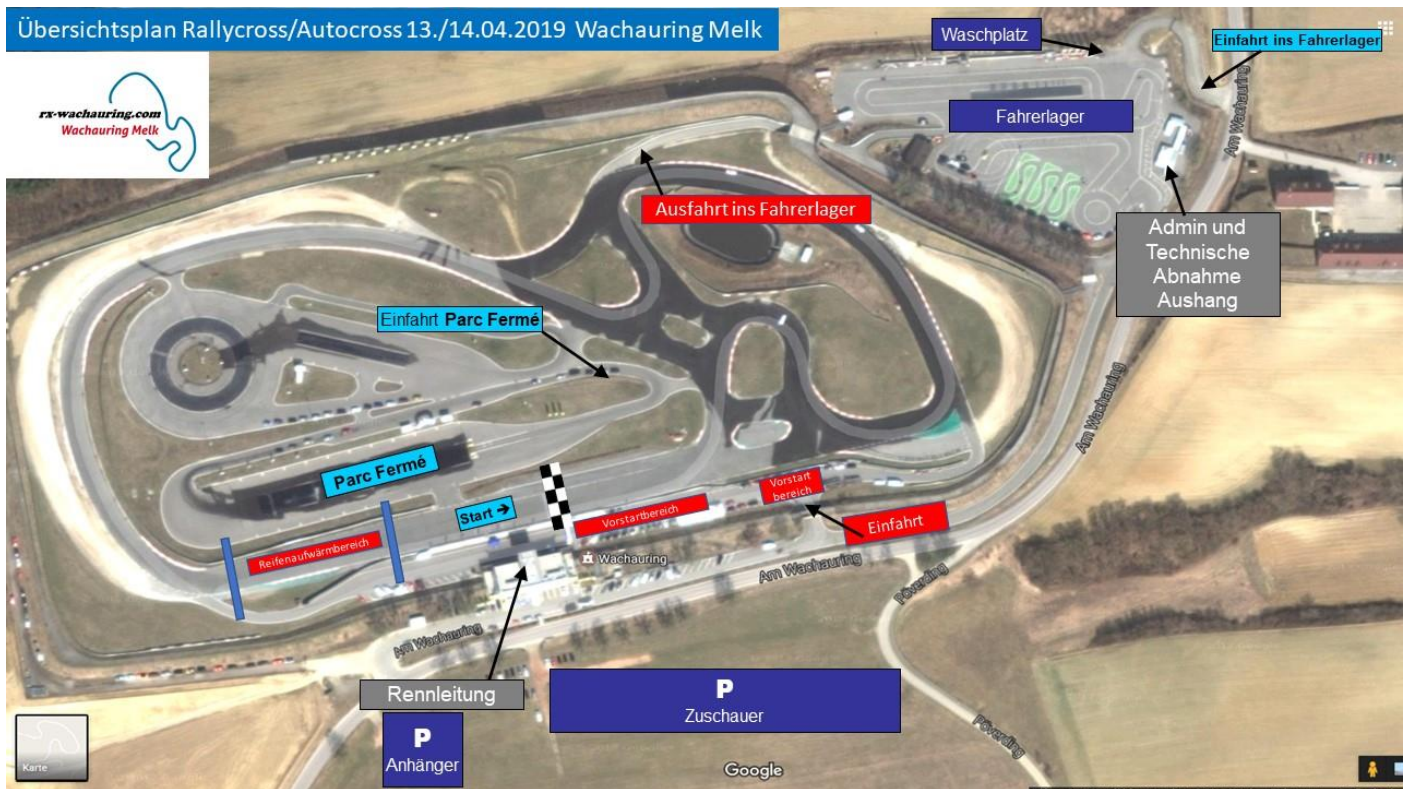 Übersichtsplan Rallycross/Autocross 13./14.04.2019 Wachauring Melk
rx-wachauring.com
Wachauring Melk
Waschplatz
Einfahrt ins Fahrerlager
Fahrerlager
Am Wachauring
Ausfahrt ins Fahrerlager
Admin und
Technische
Abnahme
Aushang
Einfahrt Parc Fermé
Am Wachauring
Parc Fermé
Start →
Vorstart
bereich
Vorstartbereich
Einfahrt
Reifenaufwärmbereich
Wachauring
Am Wachauring
Pöverding
Am Wachauring
Rennleitung
P
Zuschauer
P
Anhänger
Pöverding
Karte
Google